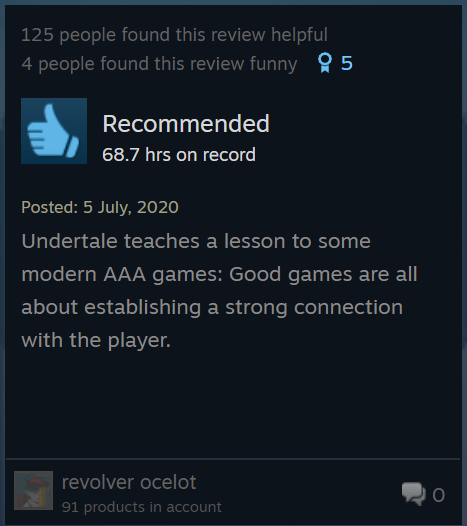 125 people found this review helpful
4 people found this review funny 5
Recommended
68.7 hrs on record
Posted: 5 July, 2020
Undertale teaches a lesson to some
modern AAA games: Good games are all
about establishing a strong connection
with the player.
revolver ocelot
91 products in account
0